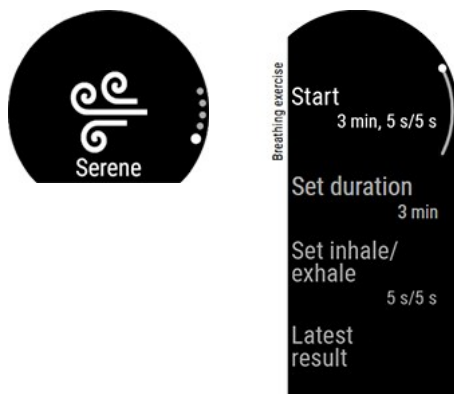 Serene
Breathing exercise
Start
3 min, 5 s/5 s
Set duration
3 min
Set inhale/
exhale
5 s/5 s
Latest
result